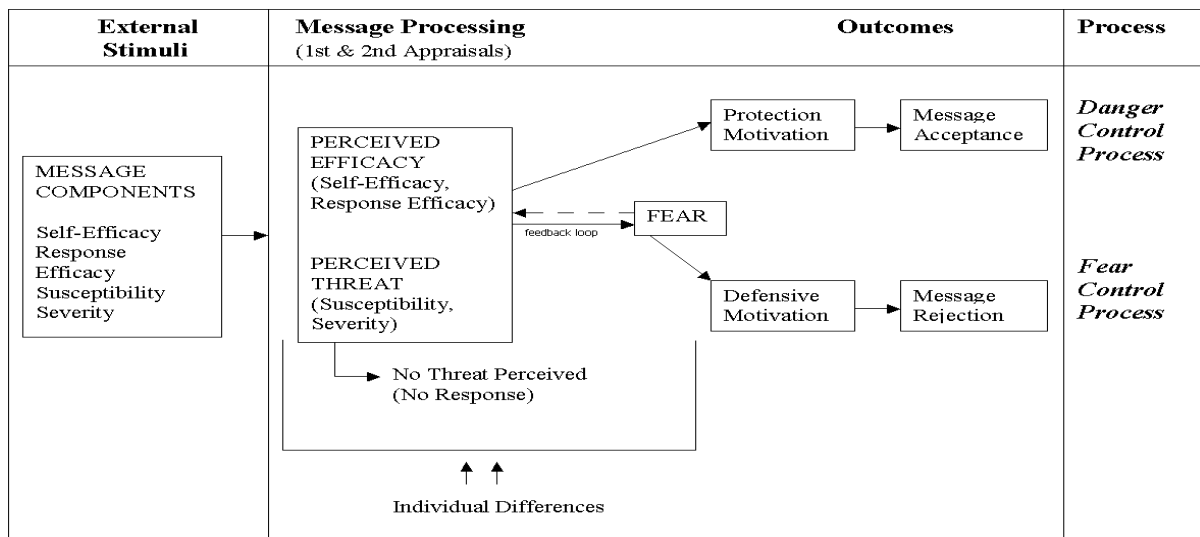 External
Stimuli
Message Processing
(1st & 2nd Appraisals)
Outcomes
Process
MESSAGE
COMPONENTS
Self-Efficacy
Response
Efficacy
Susceptibility
Severity
PERCEIVED
EFFICACY
(Self-Efficacy,
Response Efficacy)
PERCEIVED
THREAT
(Susceptibility,
Severity)
No Threat Perceived
(No Response)
Individual Differences
feedback loop
FEAR
Protection
Motivation
Message
Acceptance
Defensive
Motivation
Message
Rejection
Danger
Control
Process
Fear
Control
Process